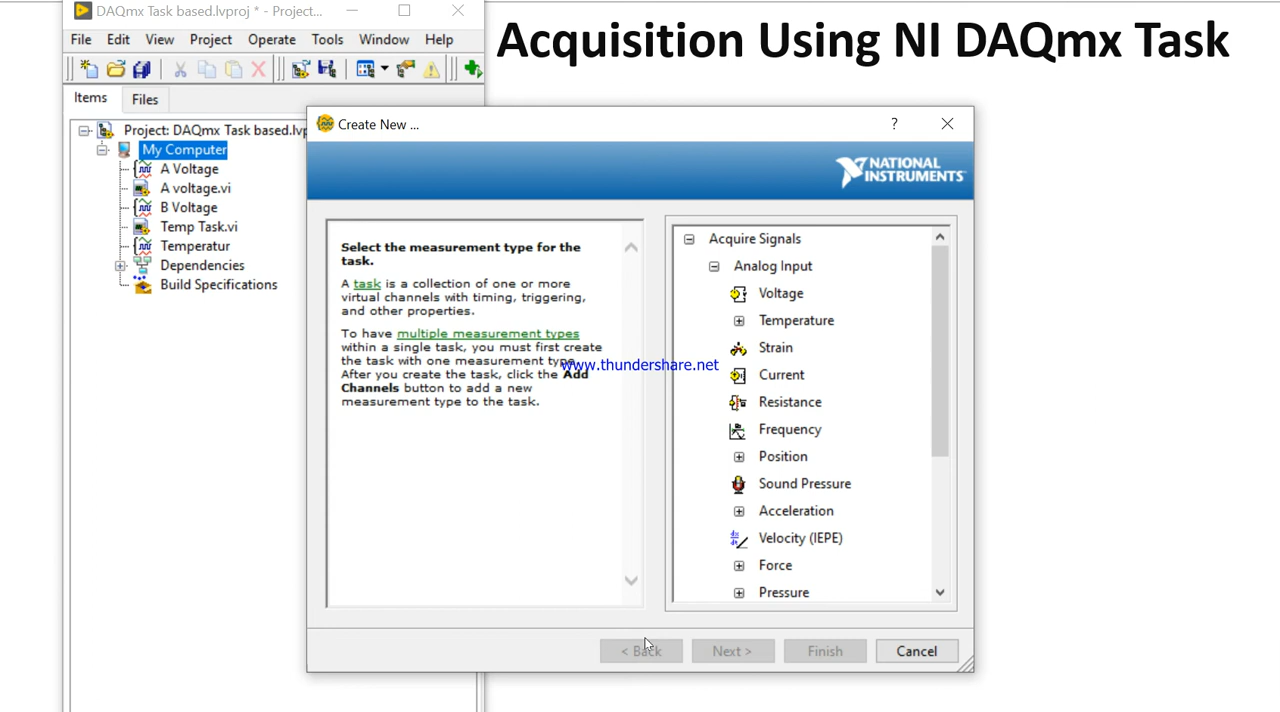 DAQmx Task based.lvproj * - Project...
Acquisition Using NI DAQmx Task
File Edit View Project Operate Tools Window Help
Items Files
Project: DAQmx Task based.lvp
My Computer
A Voltage
A voltage.vi
B Voltage
Temp Task.vi
Temperatur
Dependencies
Build Specifications
Create New ...
?
NATIONAL
INSTRUMENTS
Select the measurement type for the
task.
A task is a collection of one or more
virtual channels with timing, triggering,
and other properties.
To have multiple measurement types
within a single task, you must first create
the task with one measurement type.
After you create the task, click the Add
Channels button to add a new
measurement type to the task.
www.thundershare.net
Acquire Signals
Analog Input
Voltage
Temperature
Strain
Current
Resistance
Frequency
Position
Sound Pressure
Acceleration
Velocity (IEPE)
Force
Pressure
< Back Next > Finish Cancel